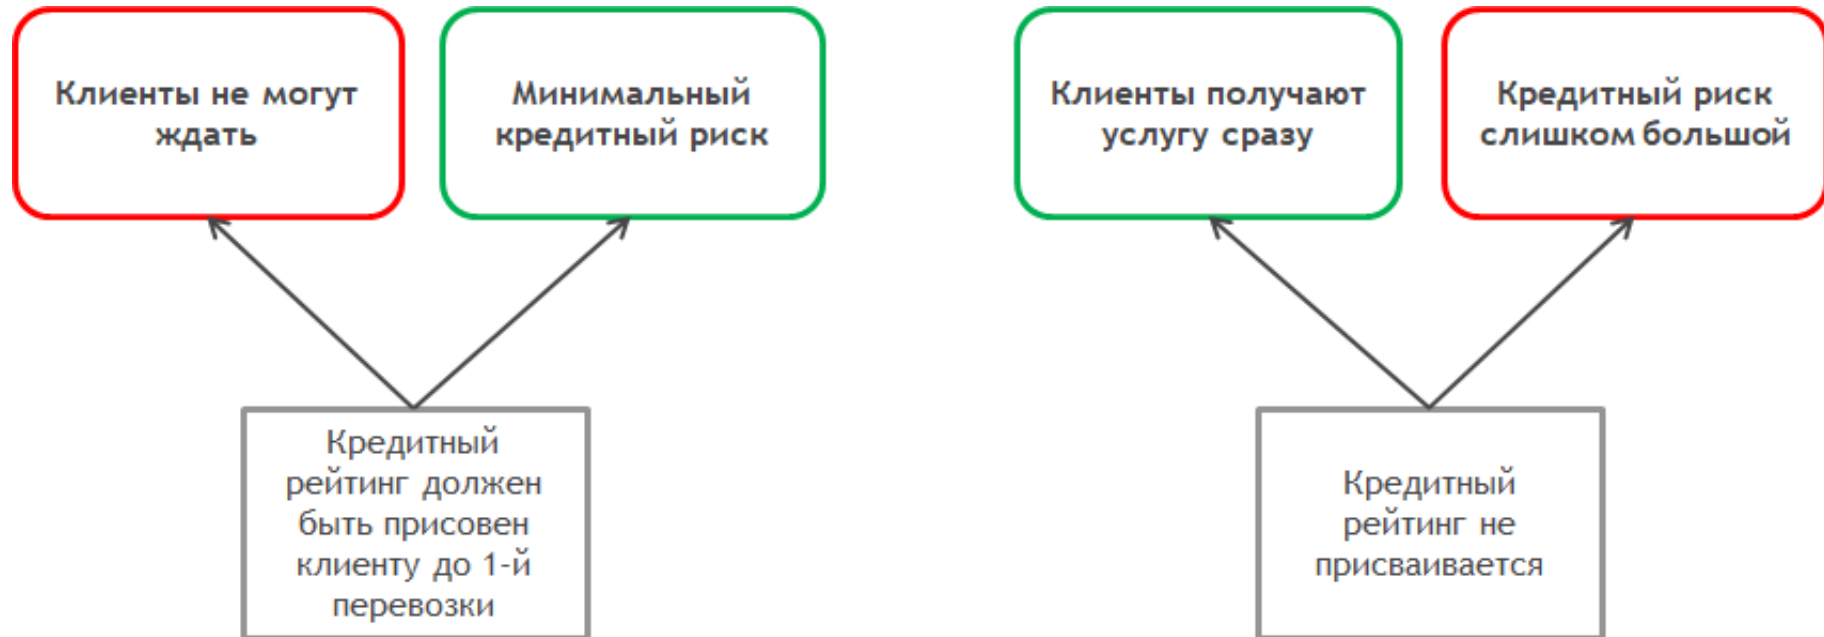 Клиенты не могут
ждать
Минимальный
кредитный риск
Клиенты получают
услугу сразу
Кредитный риск
слишком большой
Кредитный
рейтинг должен
быть присовен
клиенту до 1-й
перевозки
Кредитный
рейтинг не
присваивается